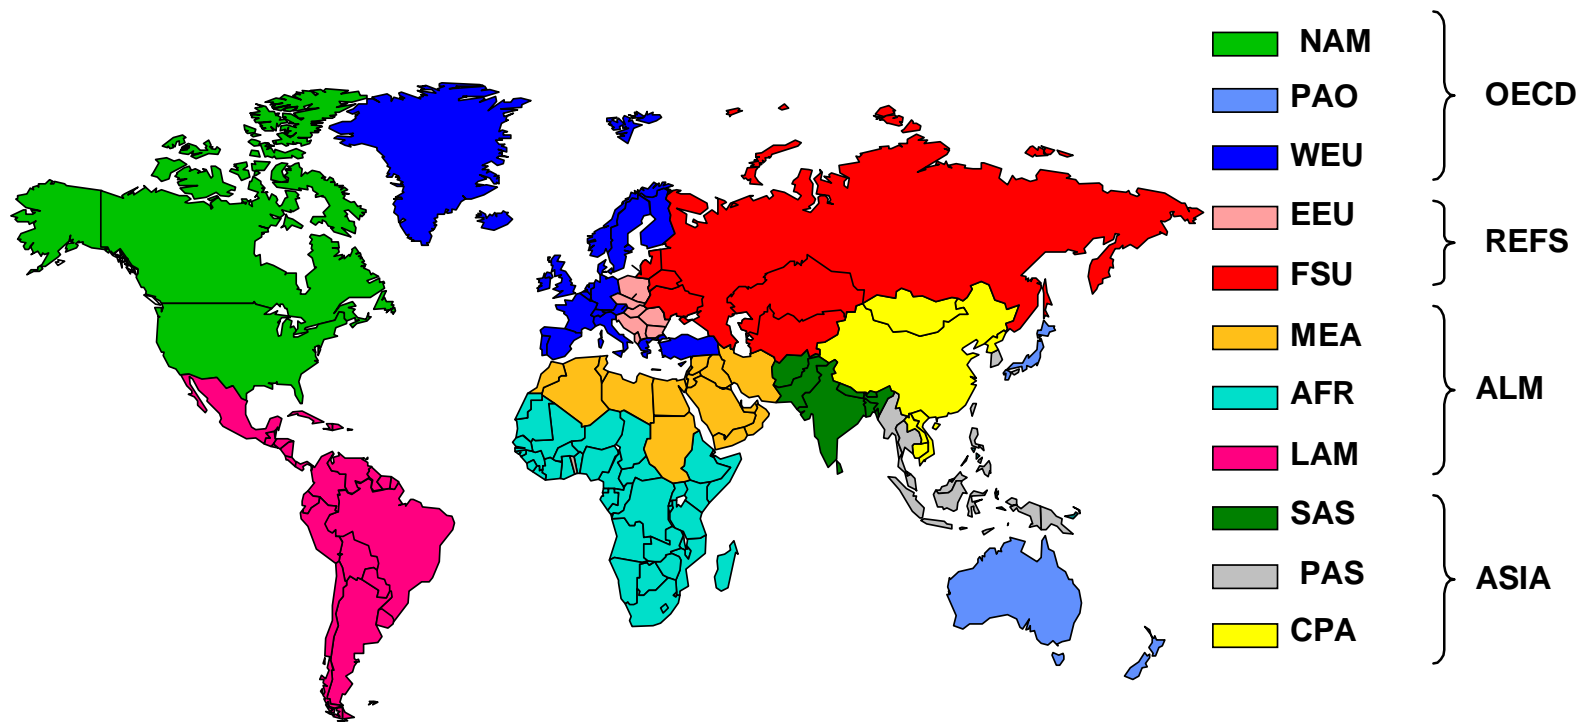 NAM
PAO
WEU
OECD
EEU
FSU
REFS
MEA
AFR
LAM
ALM
SAS
PAS
CPA
ASIA